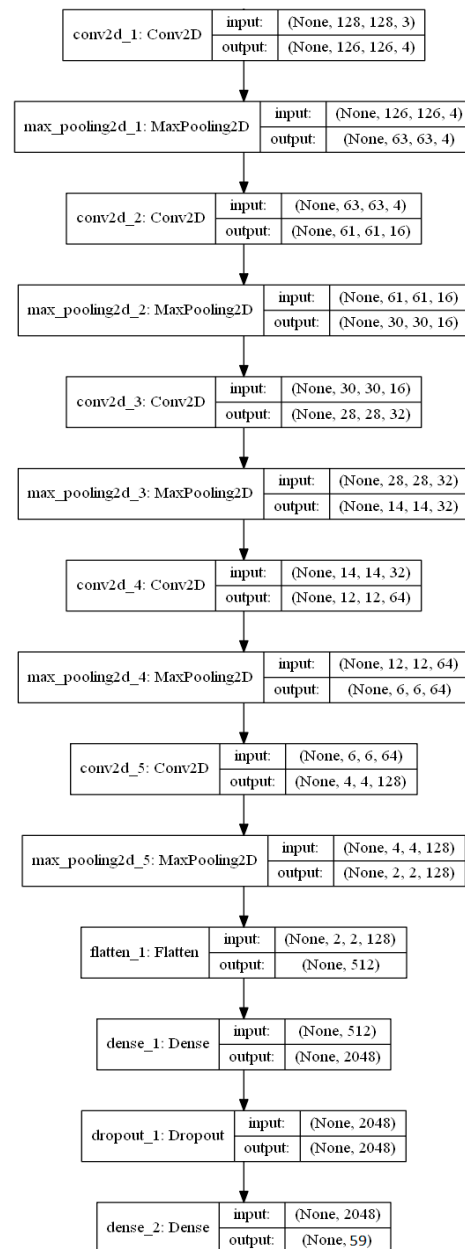 conv2d_1: Conv2D
input: (None, 128, 128, 3)
output: (None, 126, 126, 4)
max_pooling2d_1: MaxPooling2D
input: (None, 126, 126, 4)
output: (None, 63, 63, 4)
conv2d_2: Conv2D
input: (None, 63, 63, 4)
output: (None, 61, 61, 16)
max_pooling2d_2: MaxPooling2D
input: (None, 61, 61, 16)
output: (None, 30, 30, 16)
conv2d_3: Conv2D
input: (None, 30, 30, 16)
output: (None, 28, 28, 32)
max_pooling2d_3: MaxPooling2D
input: (None, 28, 28, 32)
output: (None, 14, 14, 32)
conv2d_4: Conv2D
input: (None, 14, 14, 32)
output: (None, 12, 12, 64)
max_pooling2d_4: MaxPooling2D
input: (None, 12, 12, 64)
output: (None, 6, 6, 64)
conv2d_5: Conv2D
input: (None, 6, 6, 64)
output: (None, 4, 4, 128)
max_pooling2d_5: MaxPooling2D
input: (None, 4, 4, 128)
output: (None, 2, 2, 128)
flatten_1: Flatten
input: (None, 2, 2, 128)
output: (None, 512)
dense_1: Dense
input: (None, 512)
output: (None, 2048)
dropout_1: Dropout
input: (None, 2048)
output: (None, 2048)
dense_2: Dense
input: (None, 2048)
output: (None, 59)